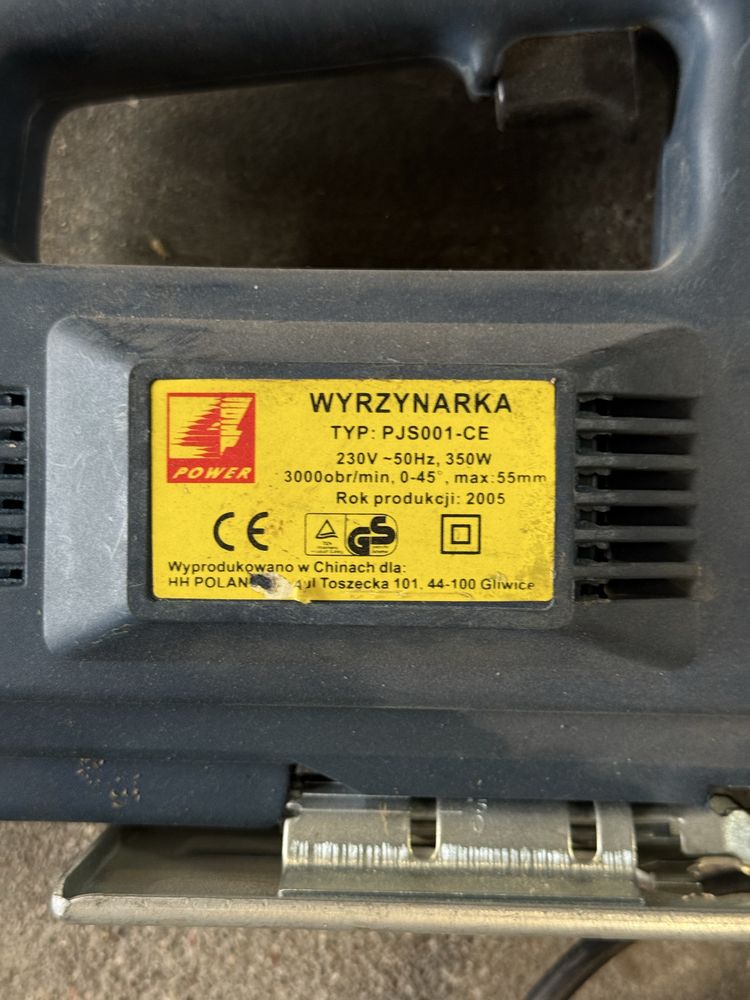 POWER
WYRZYNARKA
TYP: PJS001-CE
230V ~50Hz, 350W
3000obr/min, 0-45°, max:55mm
Rok produkcji: 2005
CE
GS
Wyprodukowano w Chinach dla:
HH ul Toszecka 101, 44-100 Gliwice